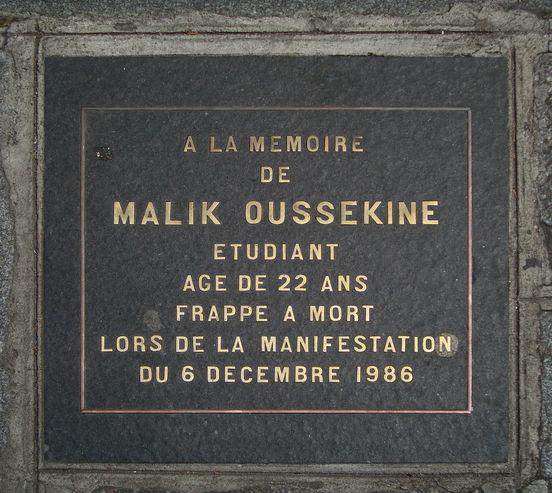 A LA MEMOIRE
DE
MALIK OUSSEKINE
ETUDIANT
AGE DE 22 ANS
FRAPPE A MORT
LORS DE LA MANIFESTATION
DU 6 DECEMBRE 1986